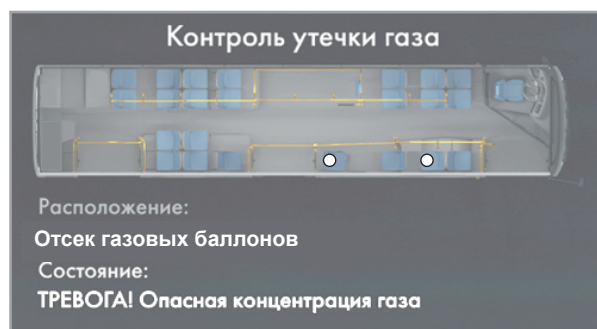 Контроль утечки газа
Расположение:
Отсек газовых баллонов
Состояние:
ТРЕВОГА! Опасная концентрация газа